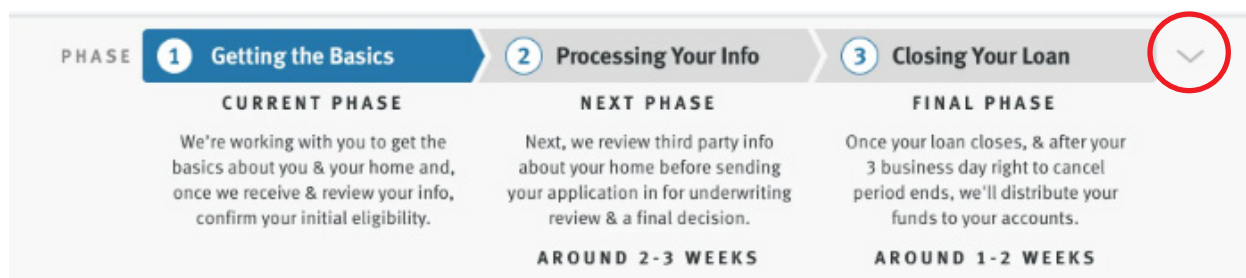 PHASE 1 Getting the Basics 2 Processing Your Info 3 Closing Your Loan
CURRENT PHASE
We're working with you to get the
basics about you & your home and,
once we receive & review your info,
confirm your initial eligibility.
NEXT PHASE
Next, we review third party info
about your home before sending
your application in for underwriting
review & a final decision.
AROUND 2-3 WEEKS
FINAL PHASE
Once your loan closes, & after your
3 business day right to cancel
period ends, we'll distribute your
funds to your accounts.
AROUND 1-2 WEEKS